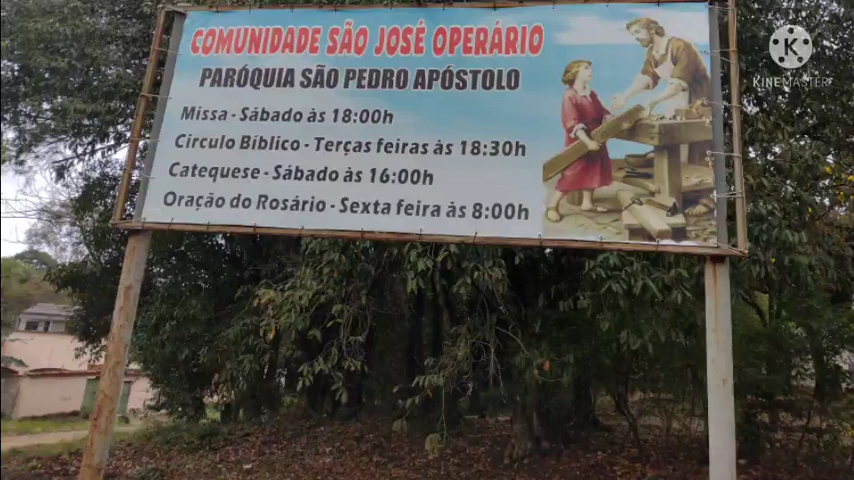 COMUNIDADE SÃO JOSÉ OPERÁRIO
PARÓQUIA SÃO PEDRO APÓSTOLO
Missa - SÁBADO às 18:00h
Circulo BÍBLICO - TERÇAS FEIRAS às 18:30h
CATEQUESE - SÁBADO às 16:00h
ORAÇÃO do ROSÁRIO - SEXTA FEIRA às 8:00h
K
KINEMASTER